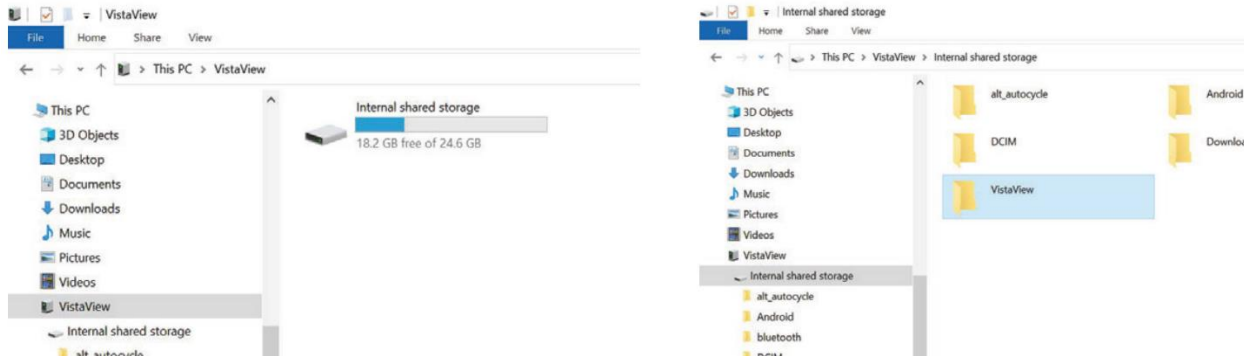 VistaView
File Home Share View
This PC > VistaView
This PC
3D Objects
Desktop
Documents
Downloads
Music
Pictures
Videos
VistaView
Internal shared storage
alt_autocycle
Internal shared storage
18.2 GB free of 24.6 GB
Internal shared storage
File Home Share View
This PC > VistaView > Internal shared storage
This PC
3D Objects
Desktop
Documents
Downloads
Music
Pictures
Videos
VistaView
Internal shared storage
alt_autocycle
Android
bluetooth
DCIM
alt_autocycle Android
DCIM Downloa
VistaView